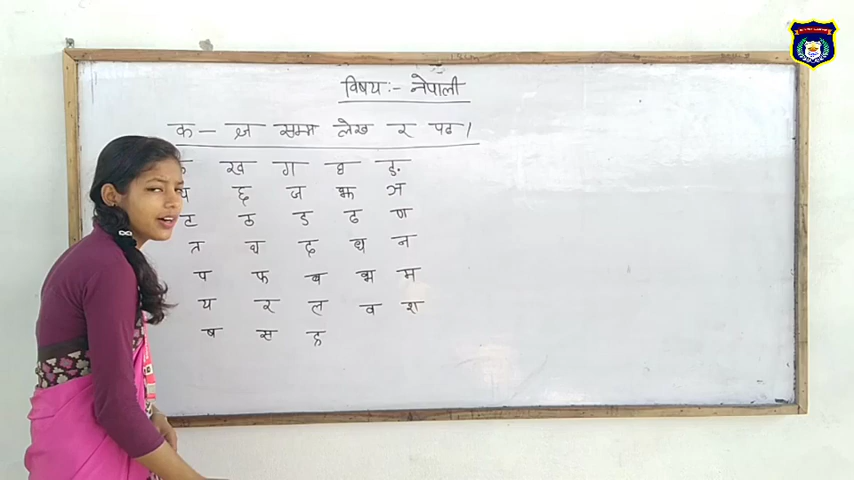 विषय:- नेपाली
क - ज्ञ सम्म लेख र पढ।
क ख ग घ ङ
च छ ज झ ञ
ट ठ ड ढ ण
त थ द ध न
प फ ब भ म
य र ल व श
ष स ह